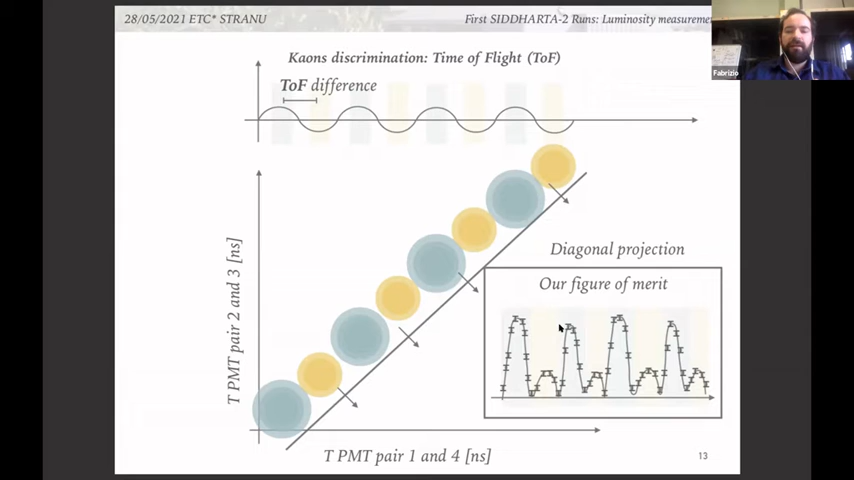 28/05/2021 ETC* STRANU
First SIDDHARTA-2 Runs: Luminosity measureme
Fabrizio
Kaons discrimination: Time of Flight (ToF)
ToF difference
T PMT pair 2 and 3 [ns]
Diagonal projection
Our figure of merit
T PMT pair 1 and 4 [ns]
13